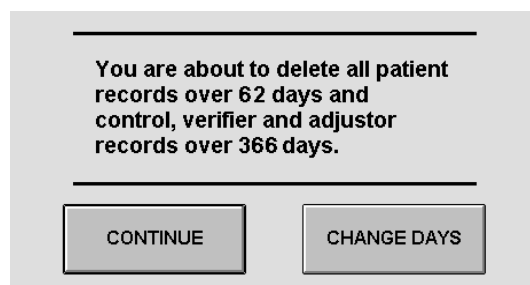 You are about to delete all patient
records over 62 days and
control, verifier and adjustor
records over 366 days.
CONTINUE
CHANGE DAYS